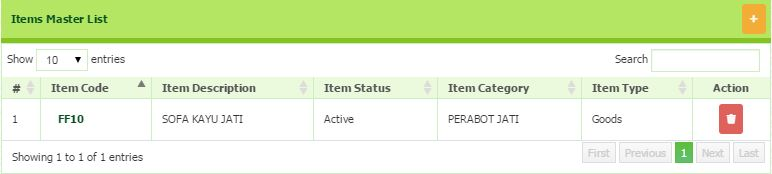 Items Master List +
Show 10 entries Search
# Item Code Item Description Item Status Item Category Item Type Action
1 FF10 SOFA KAYU JATI Active PERABOT JATI Goods
Showing 1 to 1 of 1 entries First Previous 1 Next Last